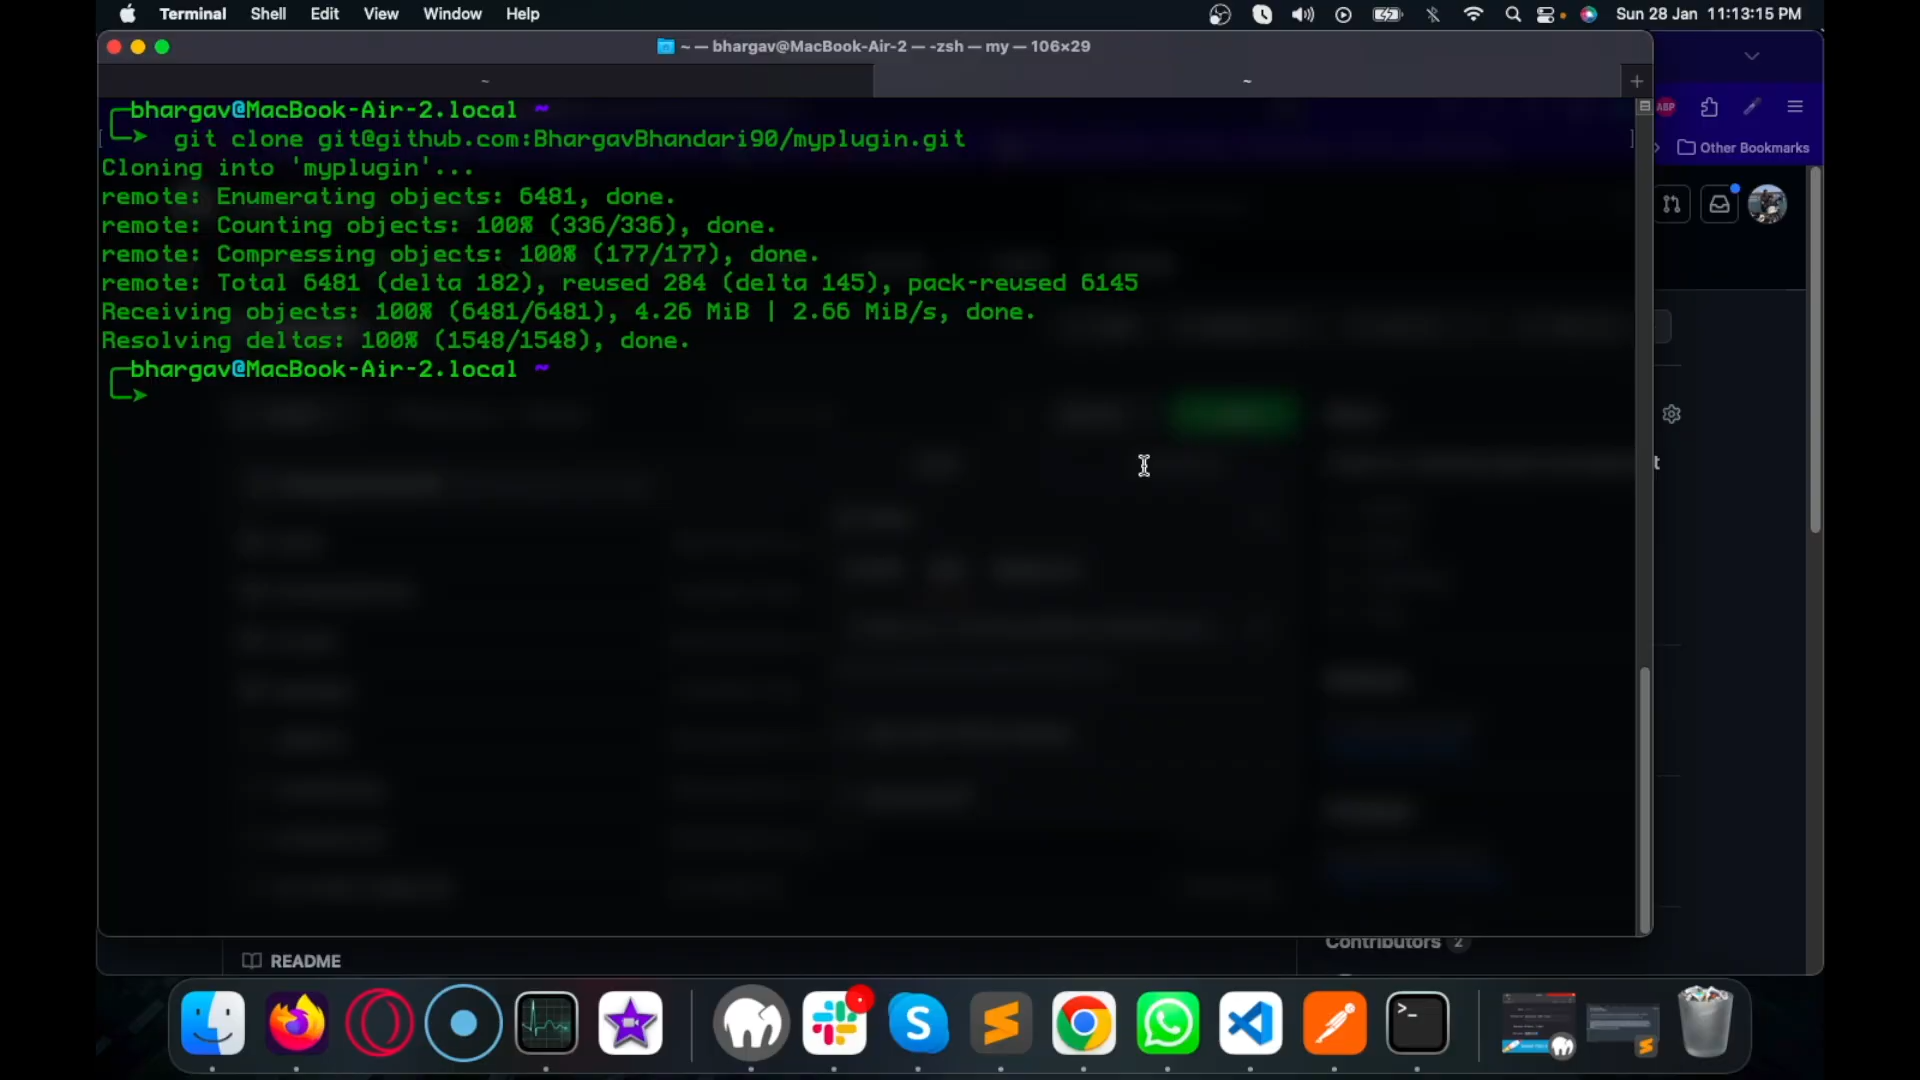 Terminal Shell Edit View Window Help Sun 28 Jan 11:13:15 PM
~ — bhargav@MacBook-Air-2 — -zsh — my — 106×29
~ ~ +
bhargav@MacBook-Air-2.local ~
git clone git@github.com:BhargavBhandari90/myplugin.git
ABP
Other Bookmarks
Cloning into 'myplugin'...
remote: Enumerating objects: 6481, done.
remote: Counting objects: 100% (336/336), done.
remote: Compressing objects: 100% (177/177), done.
remote: Total 6481 (delta 182), reused 284 (delta 145), pack-reused 6145
Receiving objects: 100% (6481/6481), 4.26 MiB | 2.66 MiB/s, done.
Resolving deltas: 100% (1548/1548), done.
bhargav@MacBook-Air-2.local ~
t
Contributors 2
README